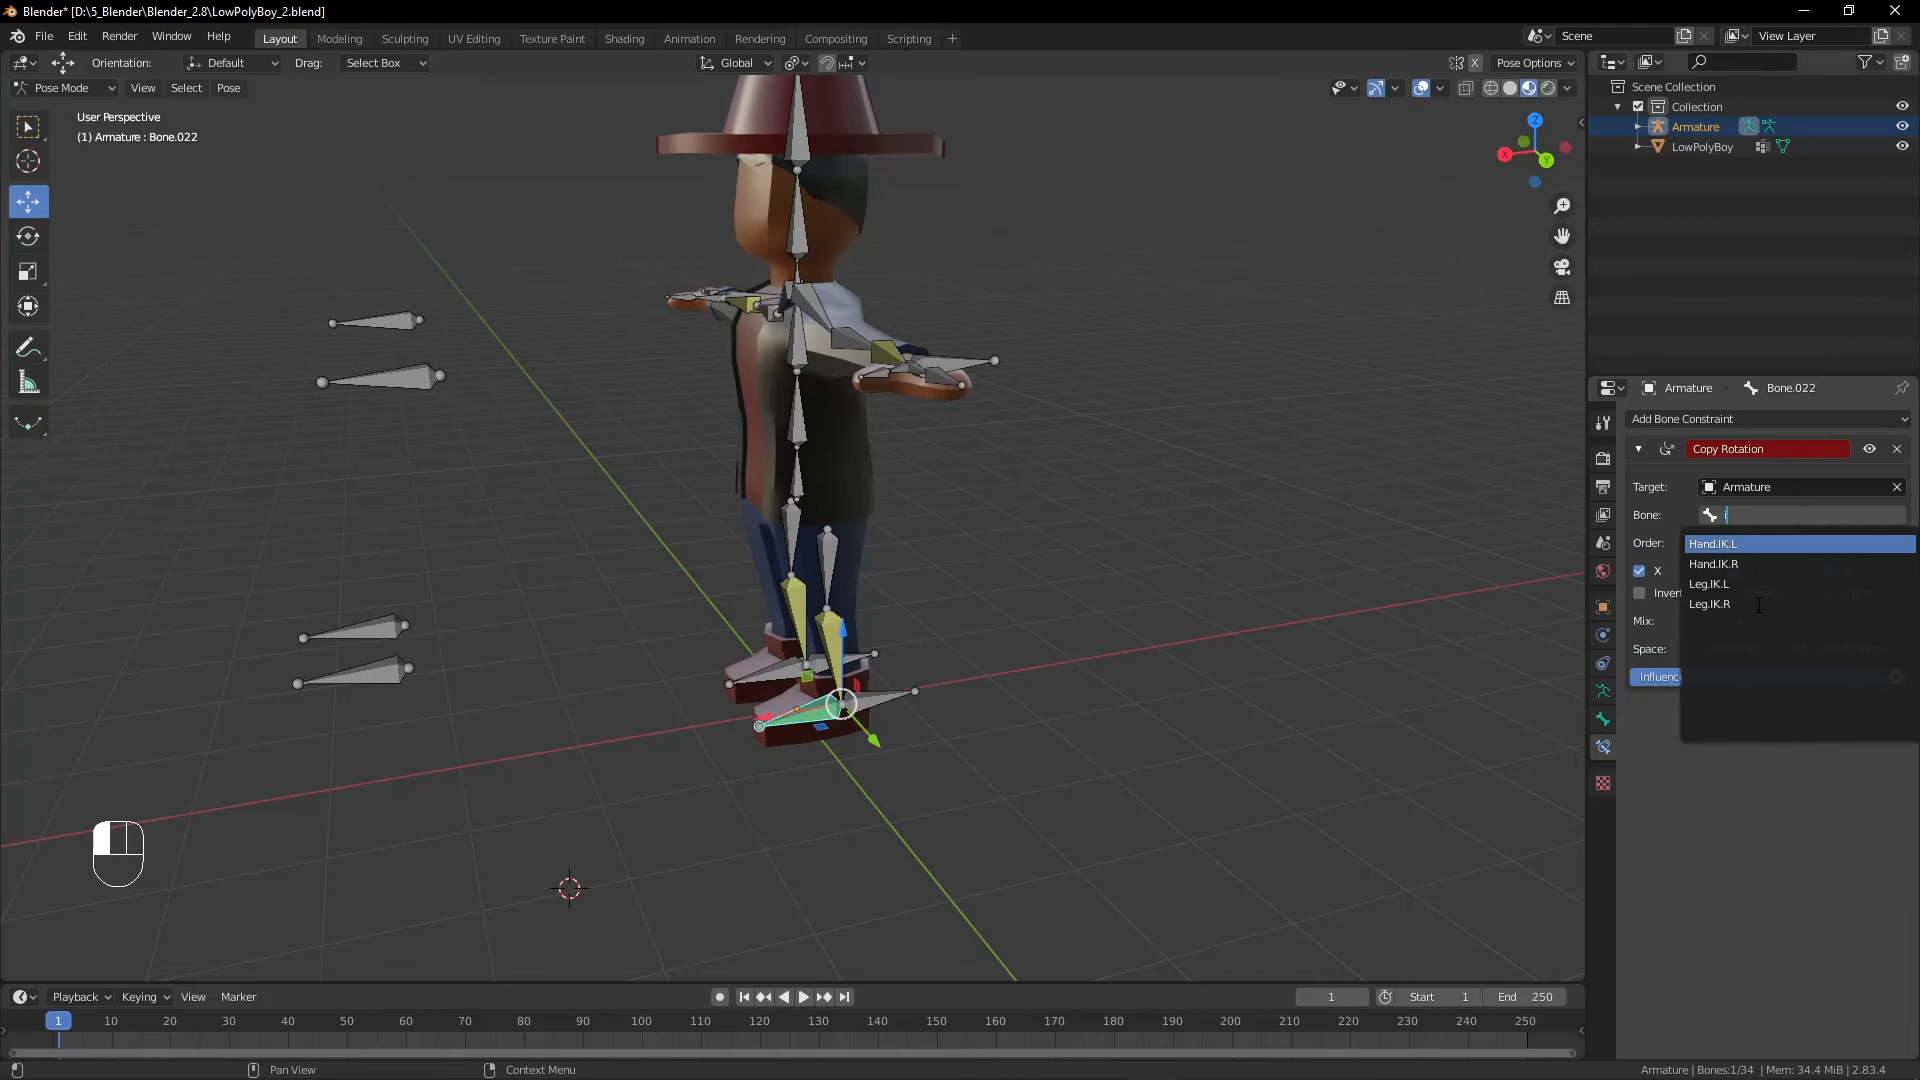 Blender* [D:\5_Blender\Blender_2.8\LowPolyBoy_2.blend]
File Edit Render Window Help Layout Modeling Sculpting UV Editing Texture Paint Shading Animation Rendering Compositing Scripting + Scene View Layer
Orientation: Default Drag: Select Box Global X Pose Options
Pose Mode View Select Pose
User Perspective
(1) Armature : Bone.022
Z
X
Y
Scene Collection
Collection
Armature
LowPolyBoy
Armature Bone.022
Add Bone Constraint
Copy Rotation
Target: Armature
Bone: i
Order:
Hand.IK.L
Hand.IK.R
X
Leg.IK.L
Invert
Leg.IK.R
Mix:
Space:
Influence
Playback Keying View Marker 1 Start 1 End 250
1 10 20 30 40 50 60 70 80 90 100 110 120 130 140 150 160 170 180 190 200 210 220 230 240 250
Pan View Context Menu Armature | Bones:1/34 | Mem: 34.4 MiB | 2.83.4